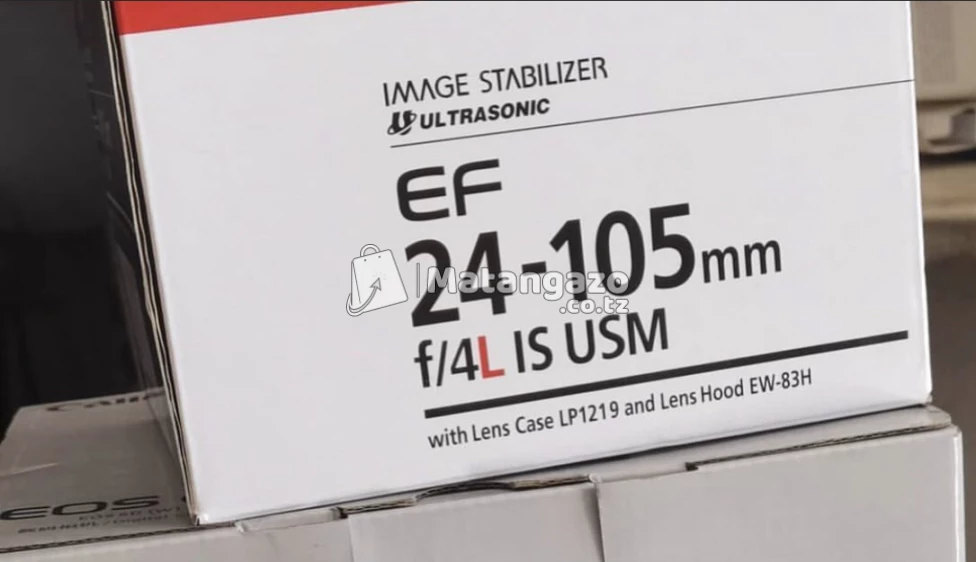 IMAGE STABILIZER
ULTRASONIC
EF
24-105mm
Matangazo
.co.tz
f/4L IS USM
with Lens Case LP1219 and Lens Hood EW-83H
EOS